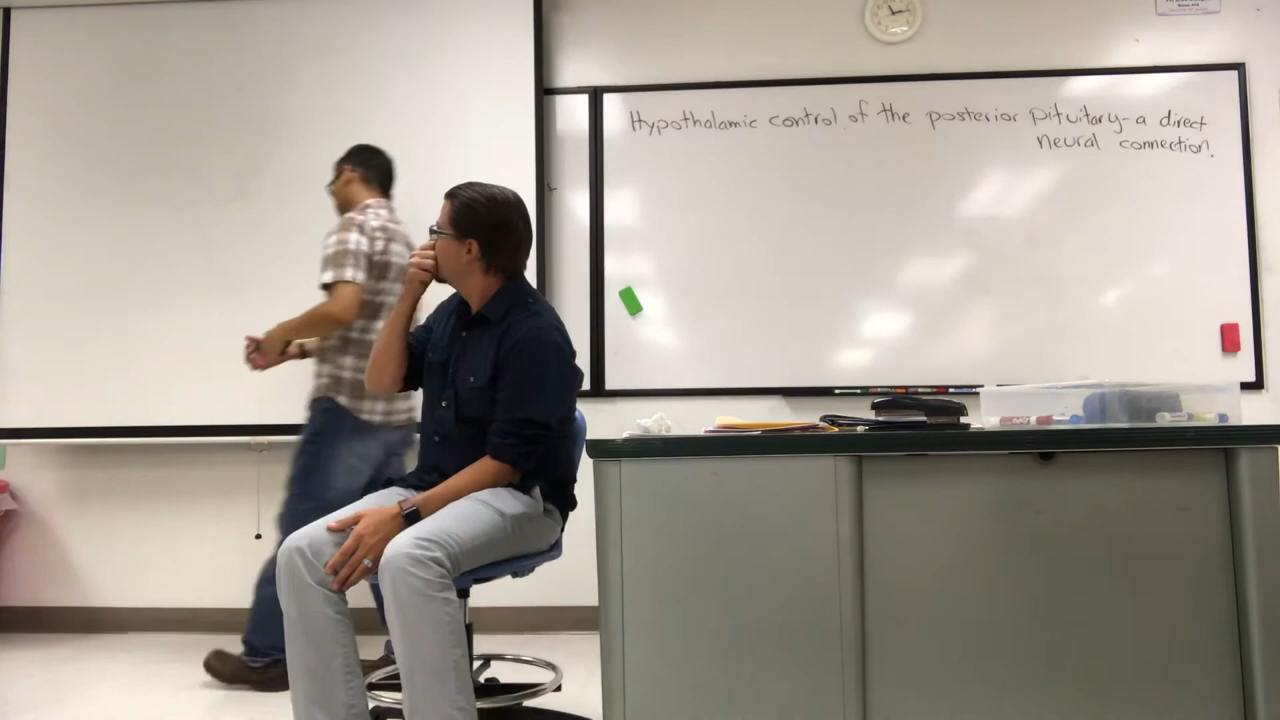 Hypothalamic control of the posterior pituitary-a direct
neural connection.